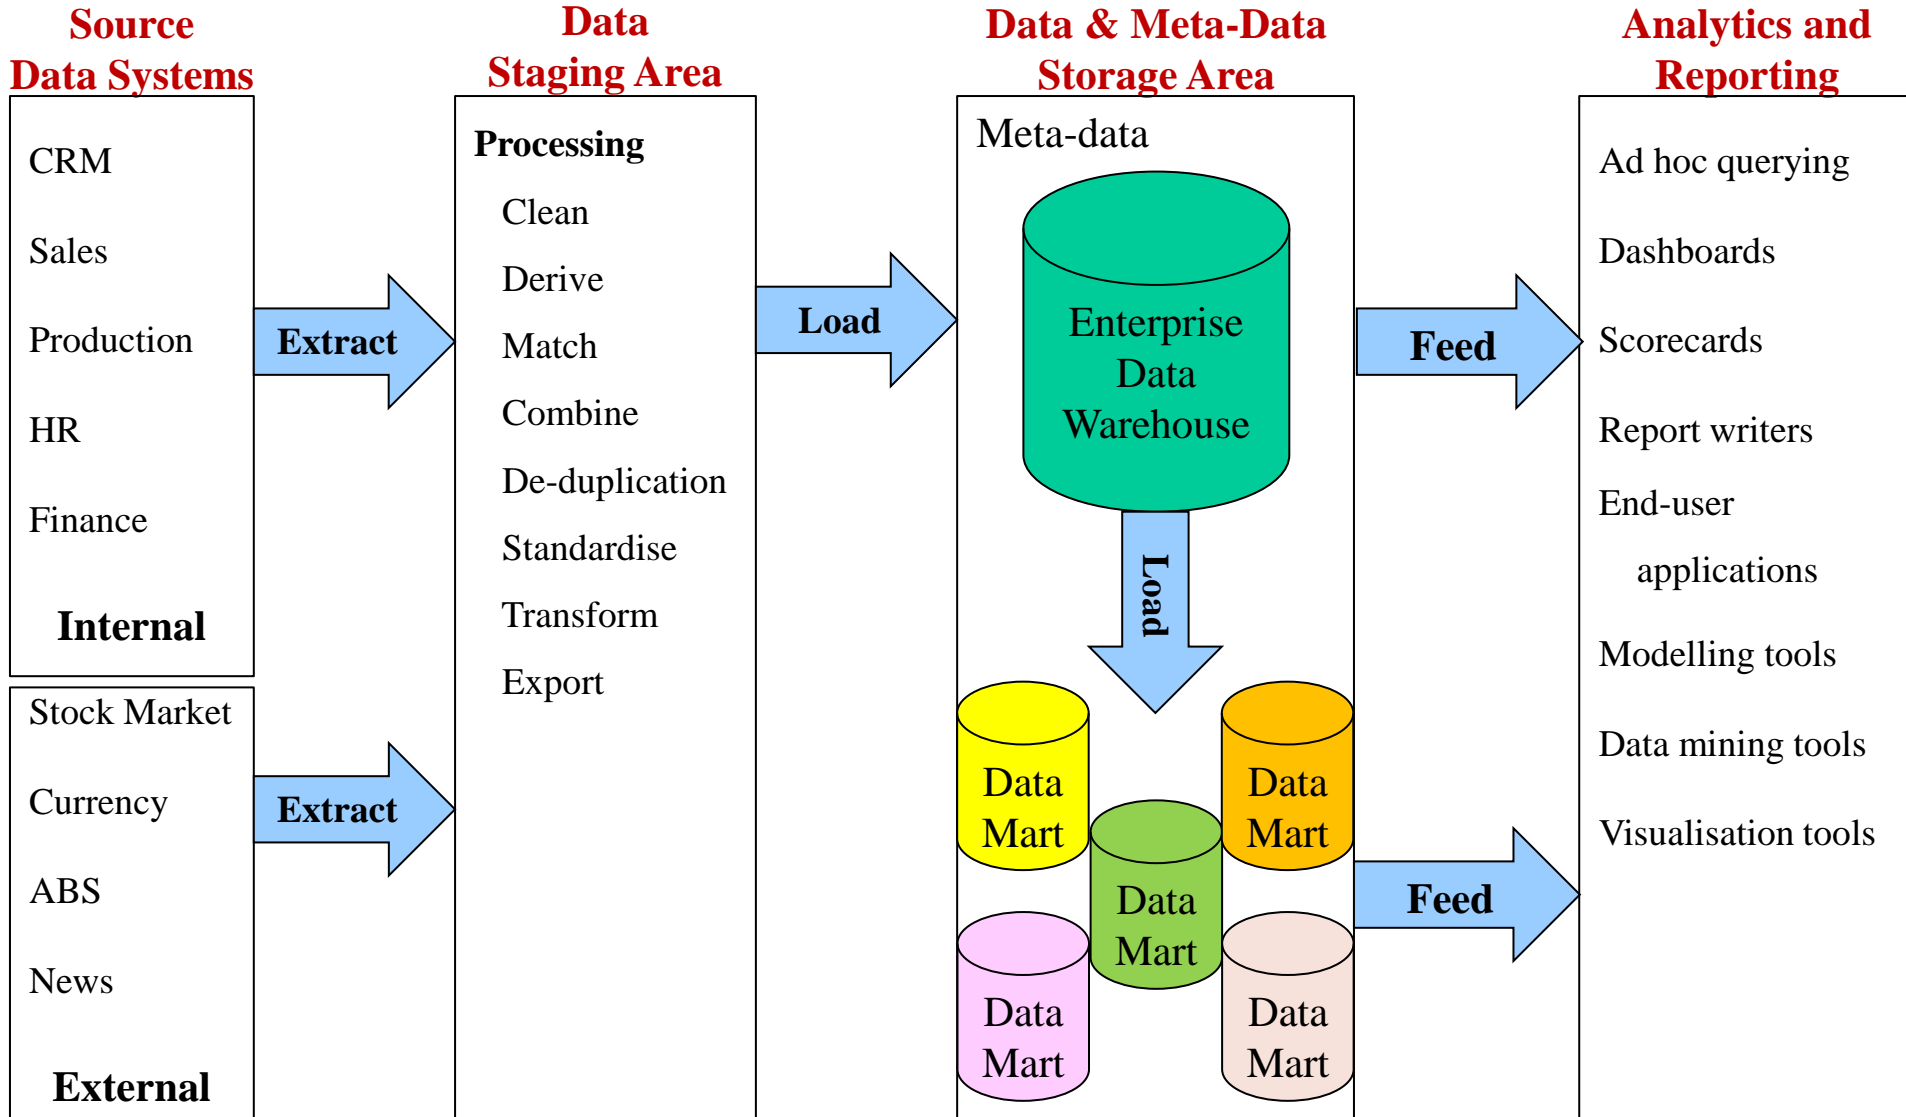 Source
Data Systems
CRM
Sales
Production
HR
Finance
Internal
Stock Market
Currency
ABS
News
External
Extract
Extract
Data
Staging Area
Processing
Clean
Derive
Match
Combine
De-duplication
Standardise
Transform
Export
Load
Data & Meta-Data
Storage Area
Meta-data
Enterprise
Data
Warehouse
Load
Data
Mart
Data
Mart
Data
Mart
Data
Mart
Data
Mart
Feed
Feed
Analytics and
Reporting
Ad hoc querying
Dashboards
Scorecards
Report writers
End-user
applications
Modelling tools
Data mining tools
Visualisation tools